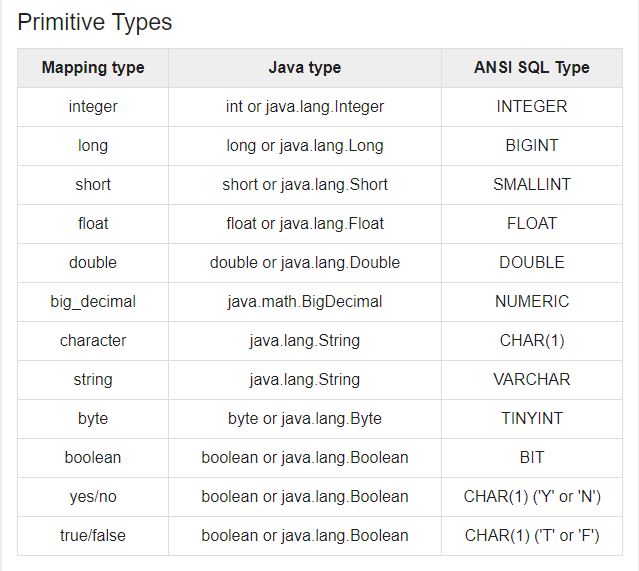 Primitive Types
Mapping type Java type ANSI SQL Type
integer int or java.lang.Integer INTEGER
long long or java.lang.Long BIGINT
short short or java.lang.Short SMALLINT
float float or java.lang.Float FLOAT
double double or java.lang.Double DOUBLE
big_decimal java.math.BigDecimal NUMERIC
character java.lang.String CHAR(1)
string java.lang.String VARCHAR
byte byte or java.lang.Byte TINYINT
boolean boolean or java.lang.Boolean BIT
yes/no boolean or java.lang.Boolean CHAR(1) ('Y' or 'N')
true/false boolean or java.lang.Boolean CHAR(1) ('T' or 'F')